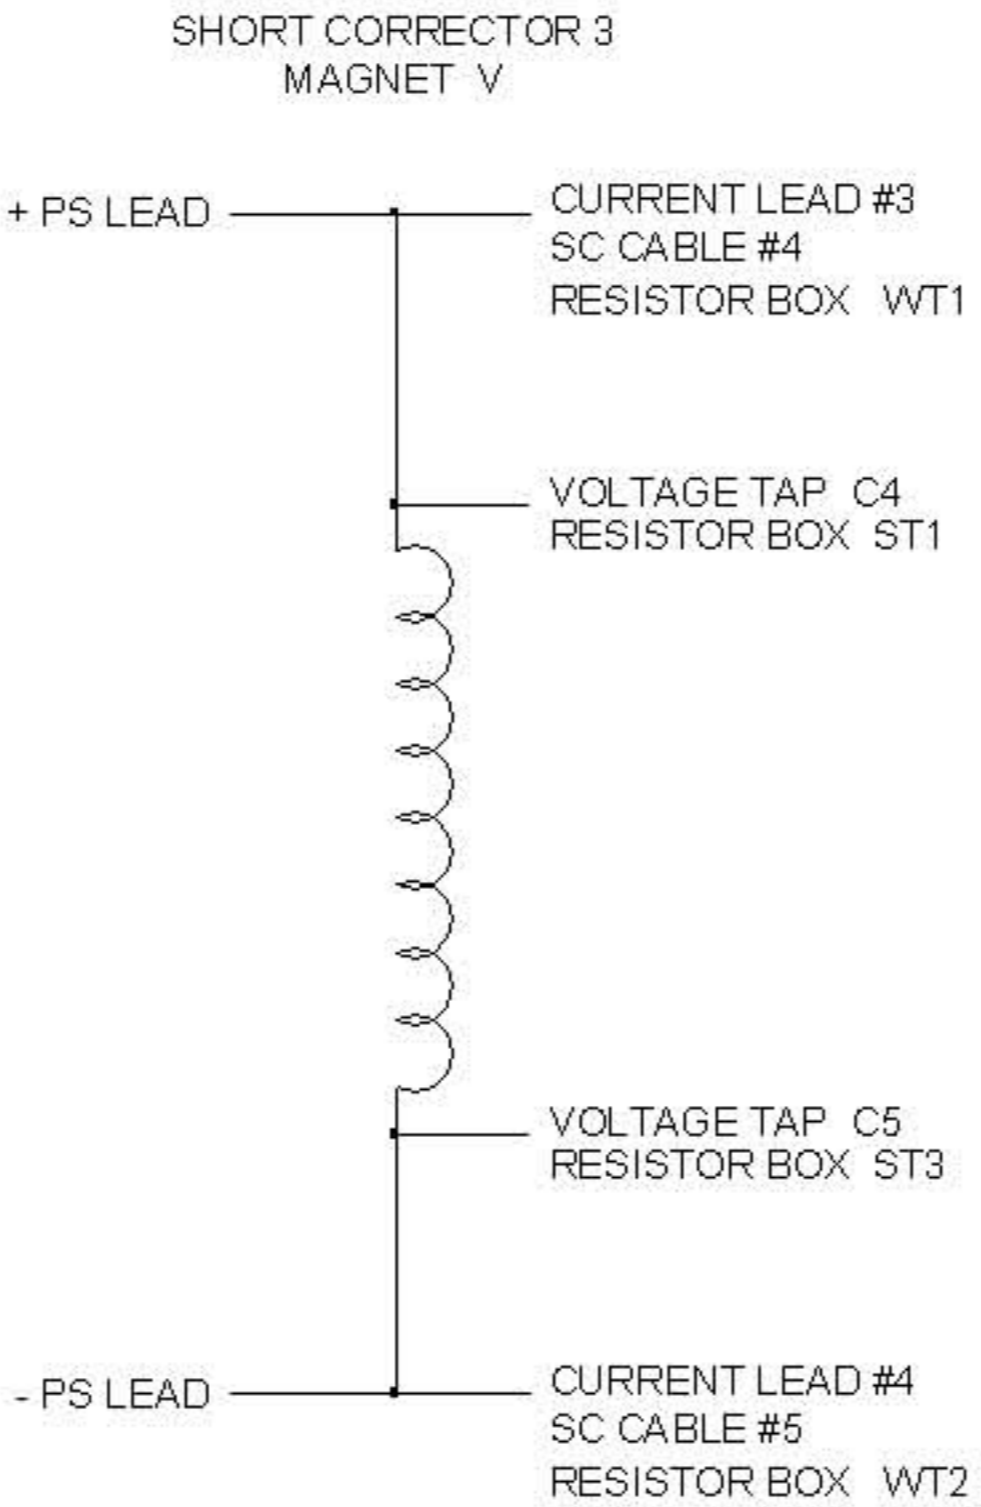 SHORT CORRECTOR 3
MAGNET V
+ PS LEAD
CURRENT LEAD #3
SC CABLE #4
RESISTOR BOX WT1
VOLTAGE TAP C4
RESISTOR BOX ST1
VOLTAGE TAP C5
RESISTOR BOX ST3
- PS LEAD
CURRENT LEAD #4
SC CABLE #5
RESISTOR BOX WT2